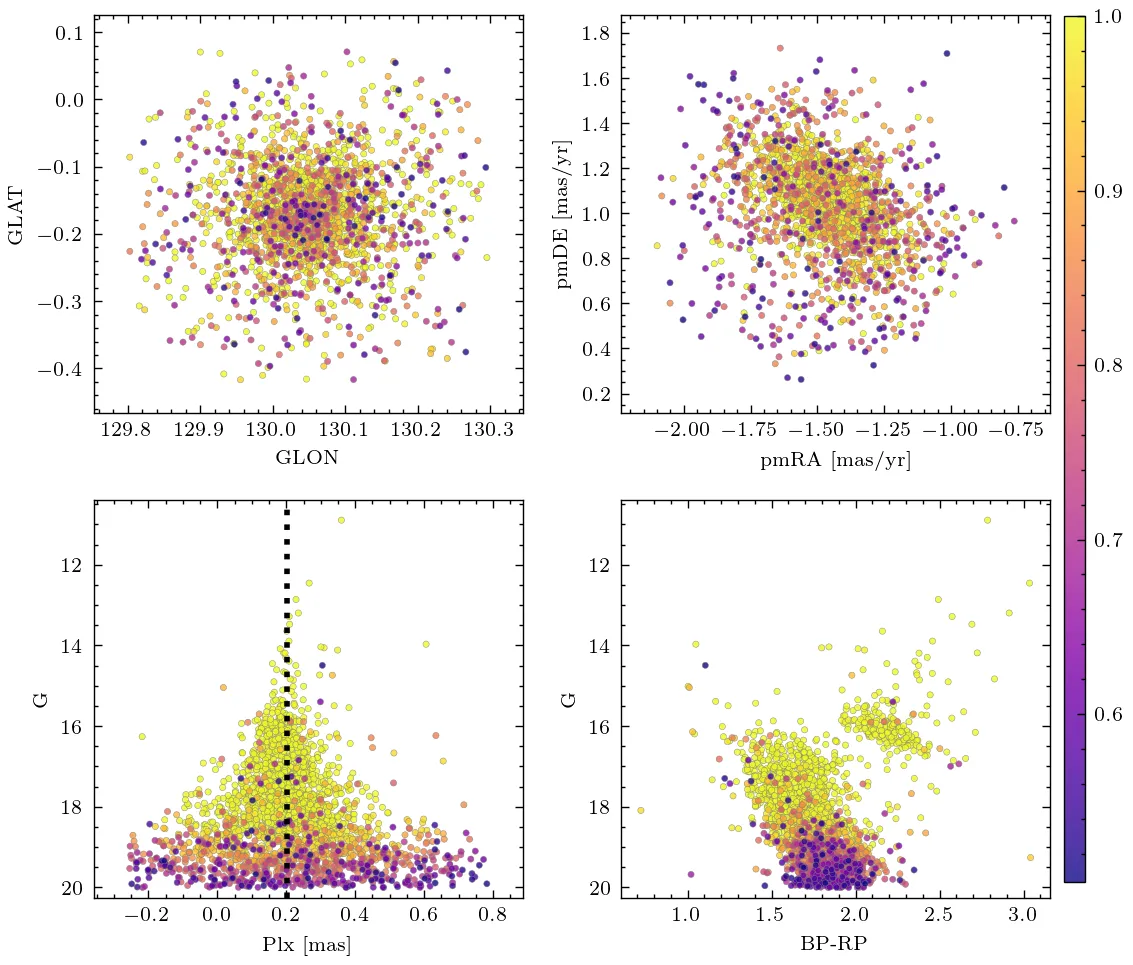 0.1
0.0
−0.1
−0.2
−0.3
−0.4
GLAT
129.8 129.9 130.0 130.1 130.2 130.3
GLON
1.8
1.6
1.4
1.2
1.0
0.8
0.6
0.4
0.2
pmDE [mas/yr]
−2.00 −1.75 −1.50 −1.25 −1.00 −0.75
pmRA [mas/yr]
1.0
0.9
0.8
0.7
0.6
12
14
16
18
20
G
−0.2 0.0 0.2 0.4 0.6 0.8
Plx [mas]
12
14
16
18
20
G
1.0 1.5 2.0 2.5 3.0
BP-RP